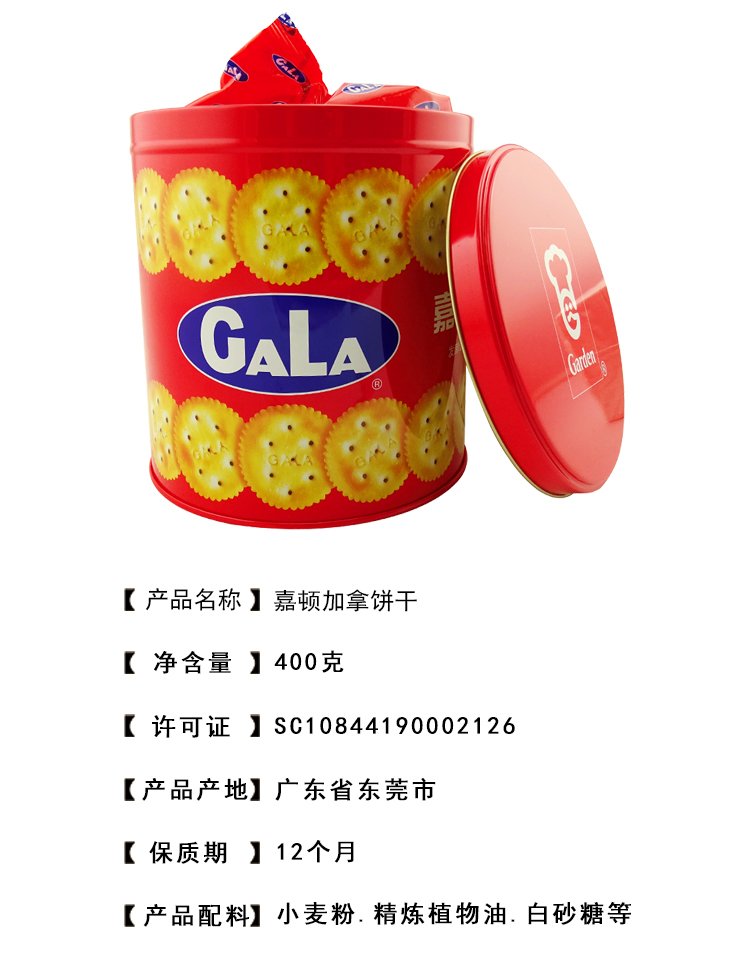 GALA
GALA
GALA
GALA
GALA
GALA
嘉
GALA
®
Garden ®
GALA
GALA
GALA
【 产品名称 】 嘉顿加拿饼干
【 净含量 】 400克
【 许可证 】 SC10844190002126
【产品产地】 广东省东莞市
【 保质期 】 12个月
【产品配料】 小麦粉.精炼植物油.白砂糖等